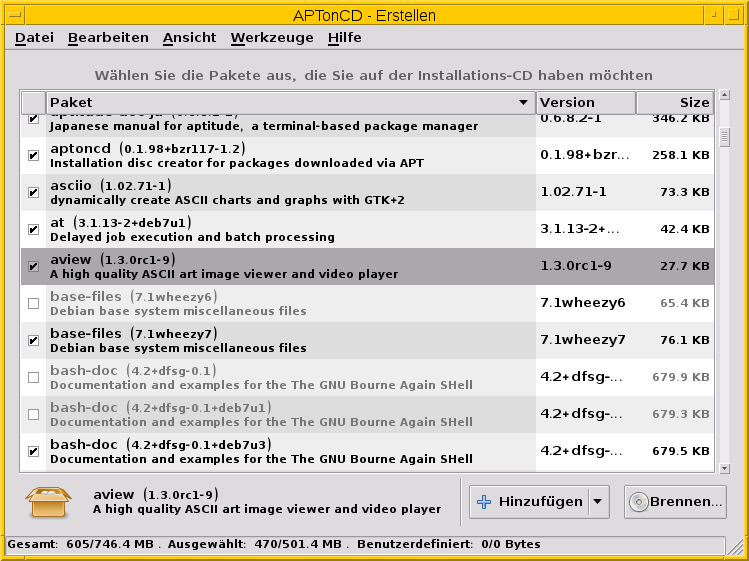 APTonCD - Erstellen
Datei Bearbeiten Ansicht Werkzeuge Hilfe
Wählen Sie die Pakete aus, die Sie auf der Installations-CD haben möchten
Paket Version Size
0.6.8.2-1 346.2 KB
Japanese manual for aptitude, a terminal-based package manager
aptoncd (0.1.98+bzr117-1.2) 0.1.98+bzr... 258.1 KB
Installation disc creator for packages downloaded via APT
asciio (1.02.71-1) 1.02.71-1 73.3 KB
dynamically create ASCII charts and graphs with GTK+2
at (3.1.13-2+deb7u1) 3.1.13-2+... 42.4 KB
Delayed job execution and batch processing
aview (1.3.0rc1-9) 1.3.0rc1-9 27.7 KB
A high quality ASCII art image viewer and video player
base-files (7.1wheezy6) 7.1wheezy6 65.4 KB
Debian base system miscellaneous files
base-files (7.1wheezy7) 7.1wheezy7 76.1 KB
Debian base system miscellaneous files
bash-doc (4.2+dfsg-0.1) 4.2+dfsg-... 679.9 KB
Documentation and examples for the The GNU Bourne Again SHell
bash-doc (4.2+dfsg-0.1+deb7u1) 4.2+dfsg-... 679.3 KB
Documentation and examples for the The GNU Bourne Again SHell
bash-doc (4.2+dfsg-0.1+deb7u3) 4.2+dfsg-... 679.5 KB
Documentation and examples for the The GNU Bourne Again SHell
aview (1.3.0rc1-9)
A high quality ASCII art image viewer and video player
Hinzufügen Brennen...
Gesamt: 605/746.4 MB . Ausgewählt: 470/501.4 MB . Benutzerdefiniert: 0/0 Bytes